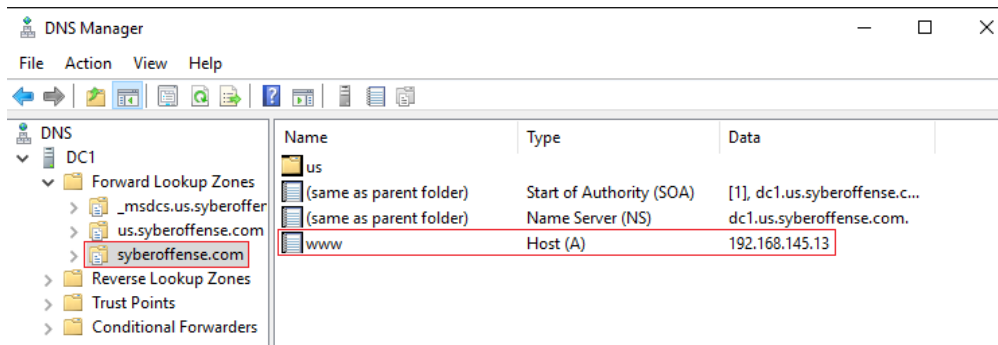 DNS Manager
File Action View Help
DNS
DC1
Forward Lookup Zones
_msdcs.us.syberoffer
us.syberoffense.com
syberoffense.com
Reverse Lookup Zones
Trust Points
Conditional Forwarders
Name Type Data
us
(same as parent folder) Start of Authority (SOA) [1], dc1.us.syberoffense.c...
(same as parent folder) Name Server (NS) dc1.us.syberoffense.com.
www Host (A) 192.168.145.13